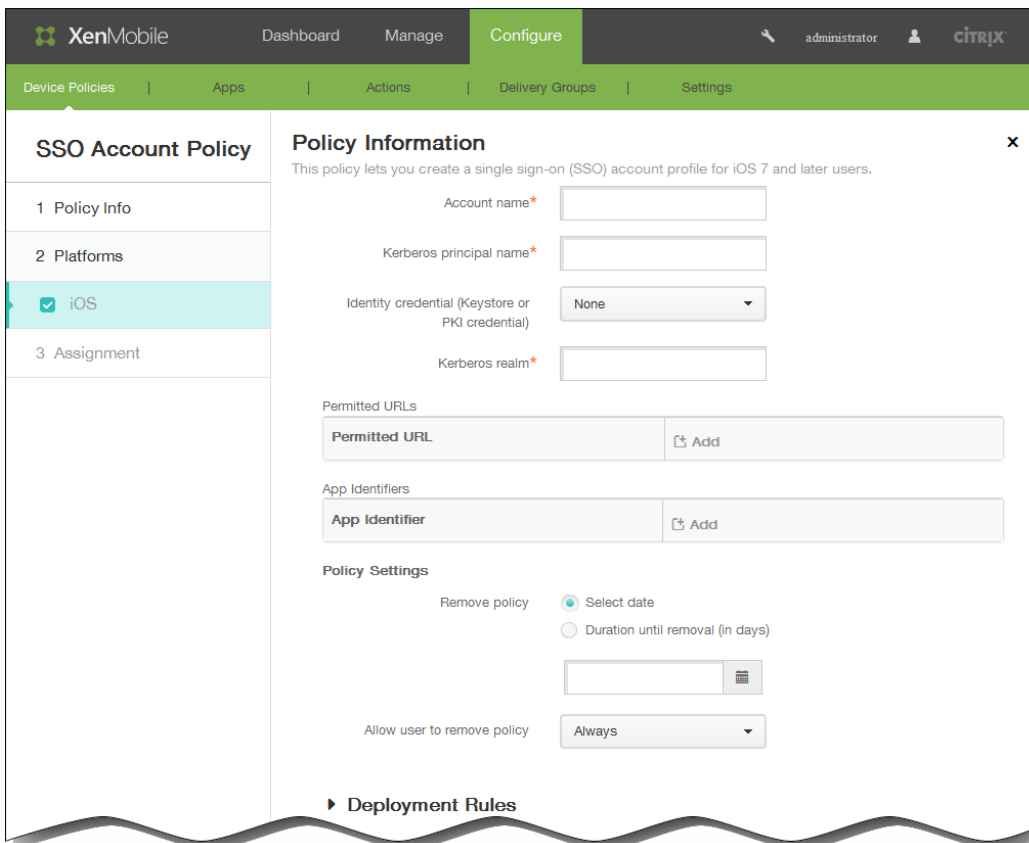 XenMobile Dashboard Manage Configure administrator CİTRIX
Device Policies | Apps | Actions | Delivery Groups | Settings
SSO Account Policy
1 Policy Info
2 Platforms
iOS
3 Assignment
Policy Information
This policy lets you create a single sign-on (SSO) account profile for iOS 7 and later users.
Account name*
Kerberos principal name*
Identity credential (Keystore or
PKI credential)
None
Kerberos realm*
Permitted URLs
Permitted URL Add
App Identifiers
App Identifier Add
Policy Settings
Remove policy Select date
Duration until removal (in days)
Allow user to remove policy Always
Deployment Rules